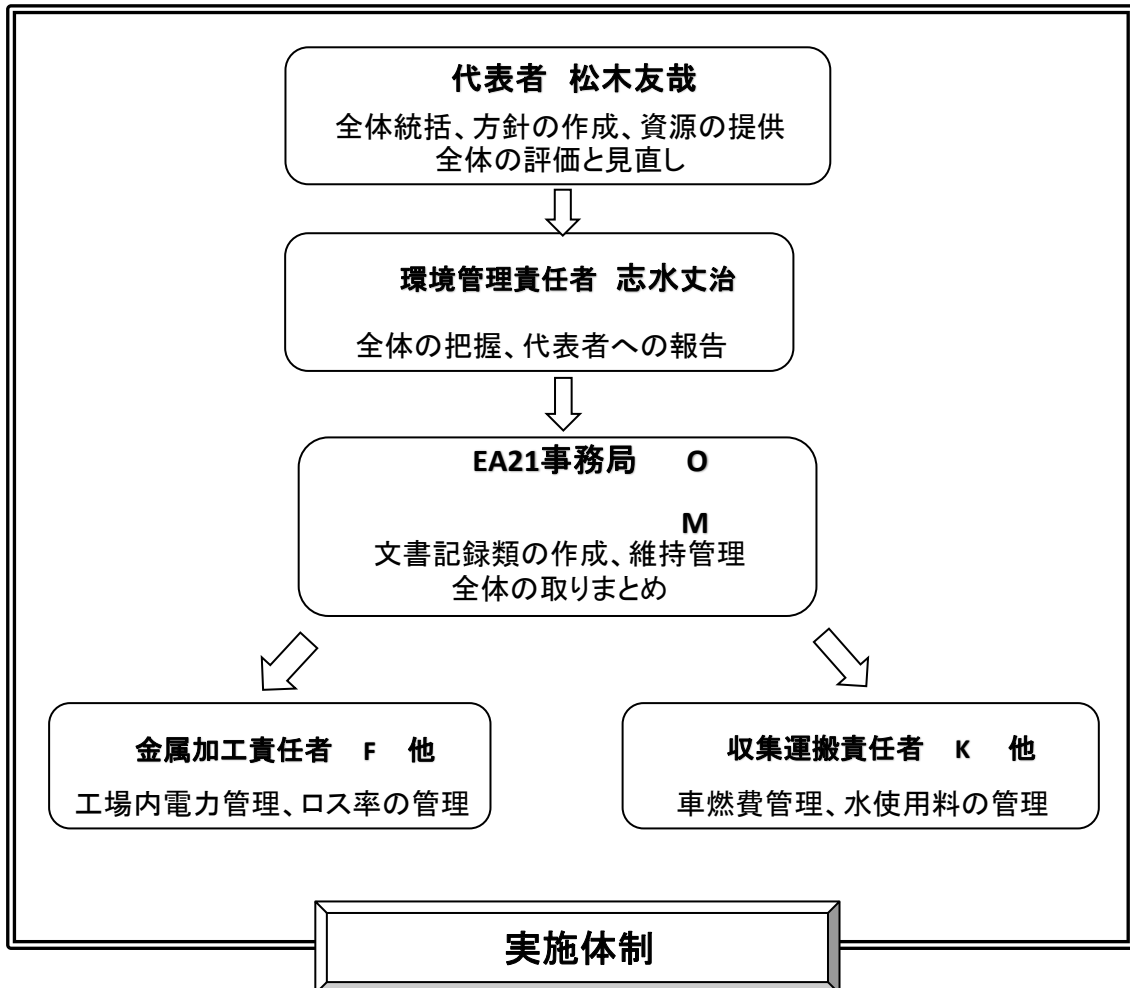 代表者 松木友哉
全体統括、方針の作成、資源の提供
全体の評価と見直し
環境管理責任者 志水丈治
全体の把握、代表者への報告
EA21事務局 O
M
文書記録類の作成、維持管理
全体の取りまとめ
金属加工責任者 F 他
工場内電力管理、ロス率の管理
収集運搬責任者 K 他
車燃費管理、水使用料の管理
実施体制